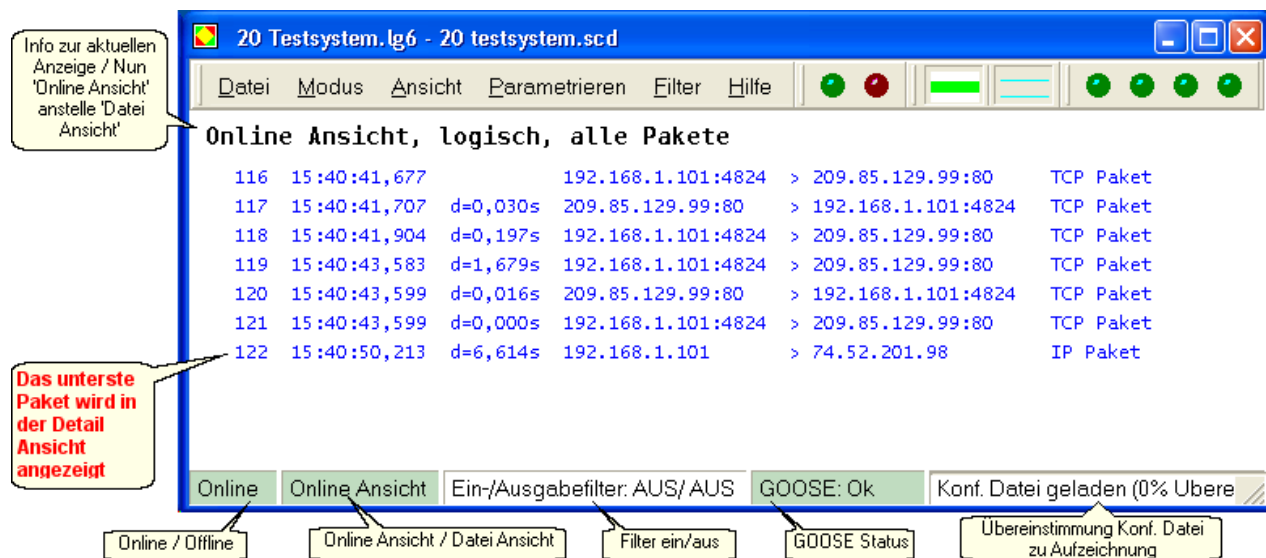 Info zur aktuellen
Anzeige / Nun
'Online Ansicht'
anstelle 'Datei
Ansicht'
20 Testsystem.lg6 - 20 testsystem.scd
Datei Modus Ansicht Parametrieren Filter Hilfe
Online Ansicht, logisch, alle Pakete
116 15:40:41,677 192.168.1.101:4824 > 209.85.129.99:80 TCP Paket
117 15:40:41,707 d=0,030s 209.85.129.99:80 > 192.168.1.101:4824 TCP Paket
118 15:40:41,904 d=0,197s 192.168.1.101:4824 > 209.85.129.99:80 TCP Paket
119 15:40:43,583 d=1,679s 192.168.1.101:4824 > 209.85.129.99:80 TCP Paket
120 15:40:43,599 d=0,016s 209.85.129.99:80 > 192.168.1.101:4824 TCP Paket
121 15:40:43,599 d=0,000s 192.168.1.101:4824 > 209.85.129.99:80 TCP Paket
122 15:40:50,213 d=6,614s 192.168.1.101 > 74.52.201.98 IP Paket
Das unterste
Paket wird in
der Detail
Ansicht
angezeigt
Online Online Ansicht Ein-/Ausgabefilter: AUS/ AUS GOOSE: Ok Konf. Datei geladen (0% Ubere
Online / Offline
Online Ansicht / Datei Ansicht
Filter ein/aus
GOOSE Status
Übereinstimmung Konf. Datei
zu Aufzeichnung